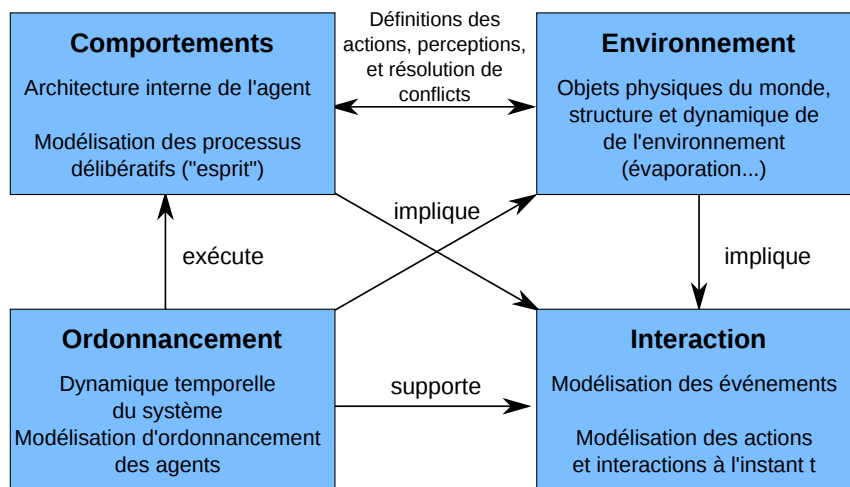 Comportements
Architecture interne de l'agent
Modélisation des processus
délibératifs ("esprit")
Définitions des
actions, perceptions,
et résolution de
conflicts
Environnement
Objets physiques du monde,
structure et dynamique de
de l'environnement
(évaporation...)
exécute
implique
implique
Ordonnancement
Dynamique temporelle
du système
Modélisation d'ordonnancement
des agents
supporte
Interaction
Modélisation des événements
Modélisation des actions
et interactions à l'instant t